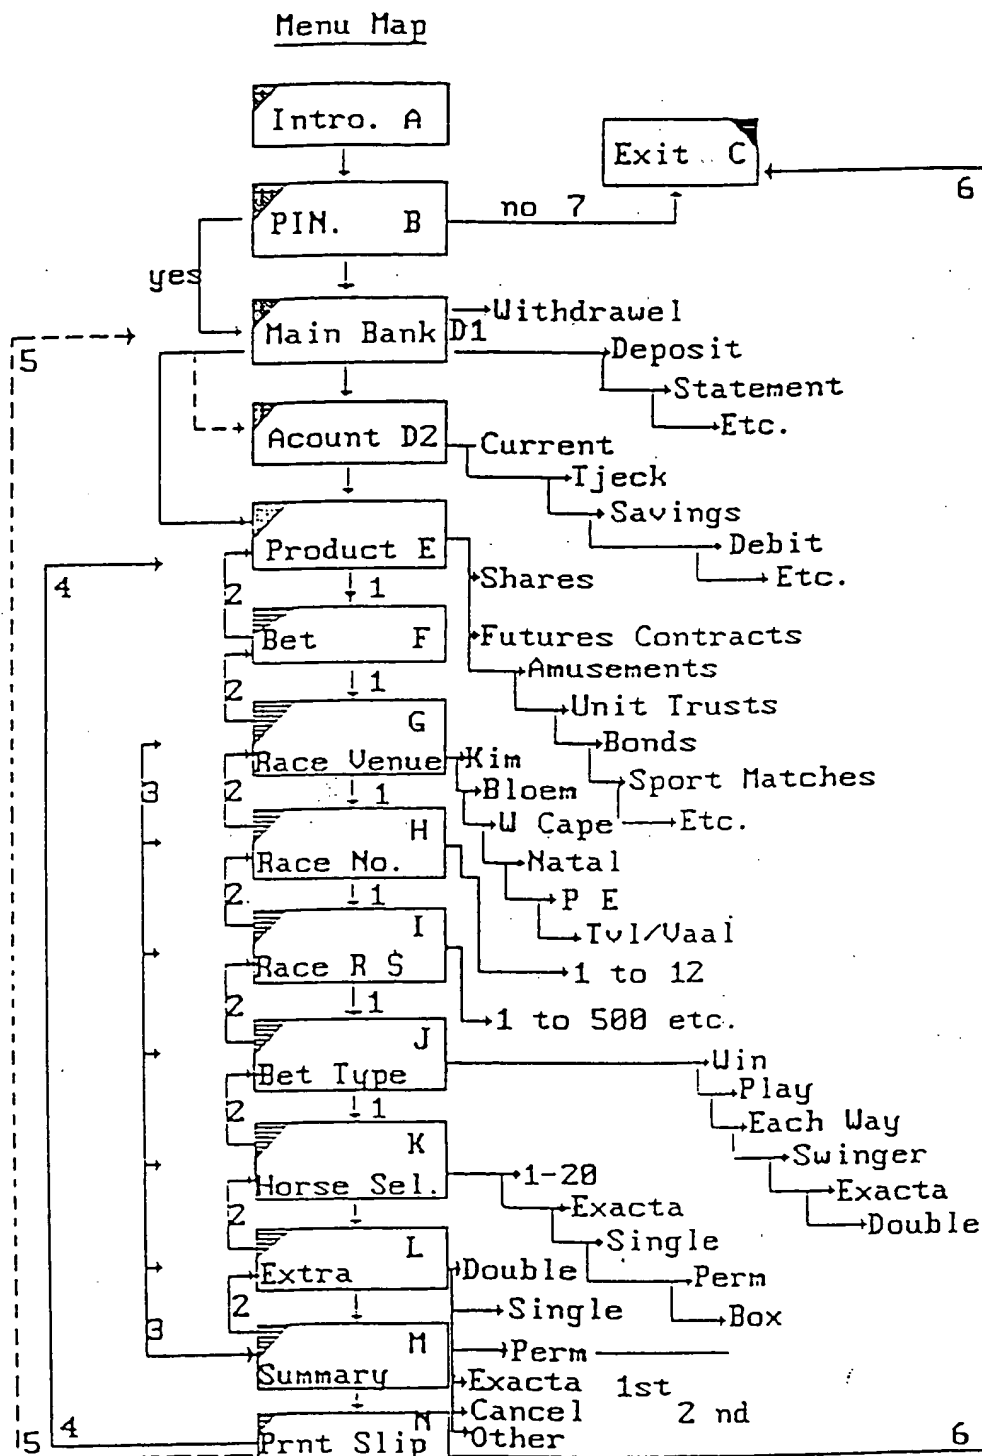 Menu Map
Intro. A
Exit C
6
PIN. B
no 7
yes
Main Bank D1
Withdrawel
5
Deposit
Statement
Etc.
Acount D2
Current
Tjeck
Savings
Debit
Etc.
Product E
4
2
1
Shares
Bet F
Futures Contracts
Amusements
2
1
Unit Trusts
G
Race Venue
Kim
Bonds
3
2
1
Bloem
Sport Matches
H
W Cape
Etc.
Race No.
Natal
2
1
P E
I
Tvl/Vaal
Race R $
1 to 12
2
1
1 to 500 etc.
J
Bet Type
Win
Play
2
1
Each Way
K
Swinger
Horse Sel.
1-20
Exacta
Exacta
Double
2
Single
L
Extra
Double
Perm
2
Single
Box
3
M
Perm
Summary
Exacta 1st
N
Cancel 2 nd
5
4
Prnt Slip
Other
6